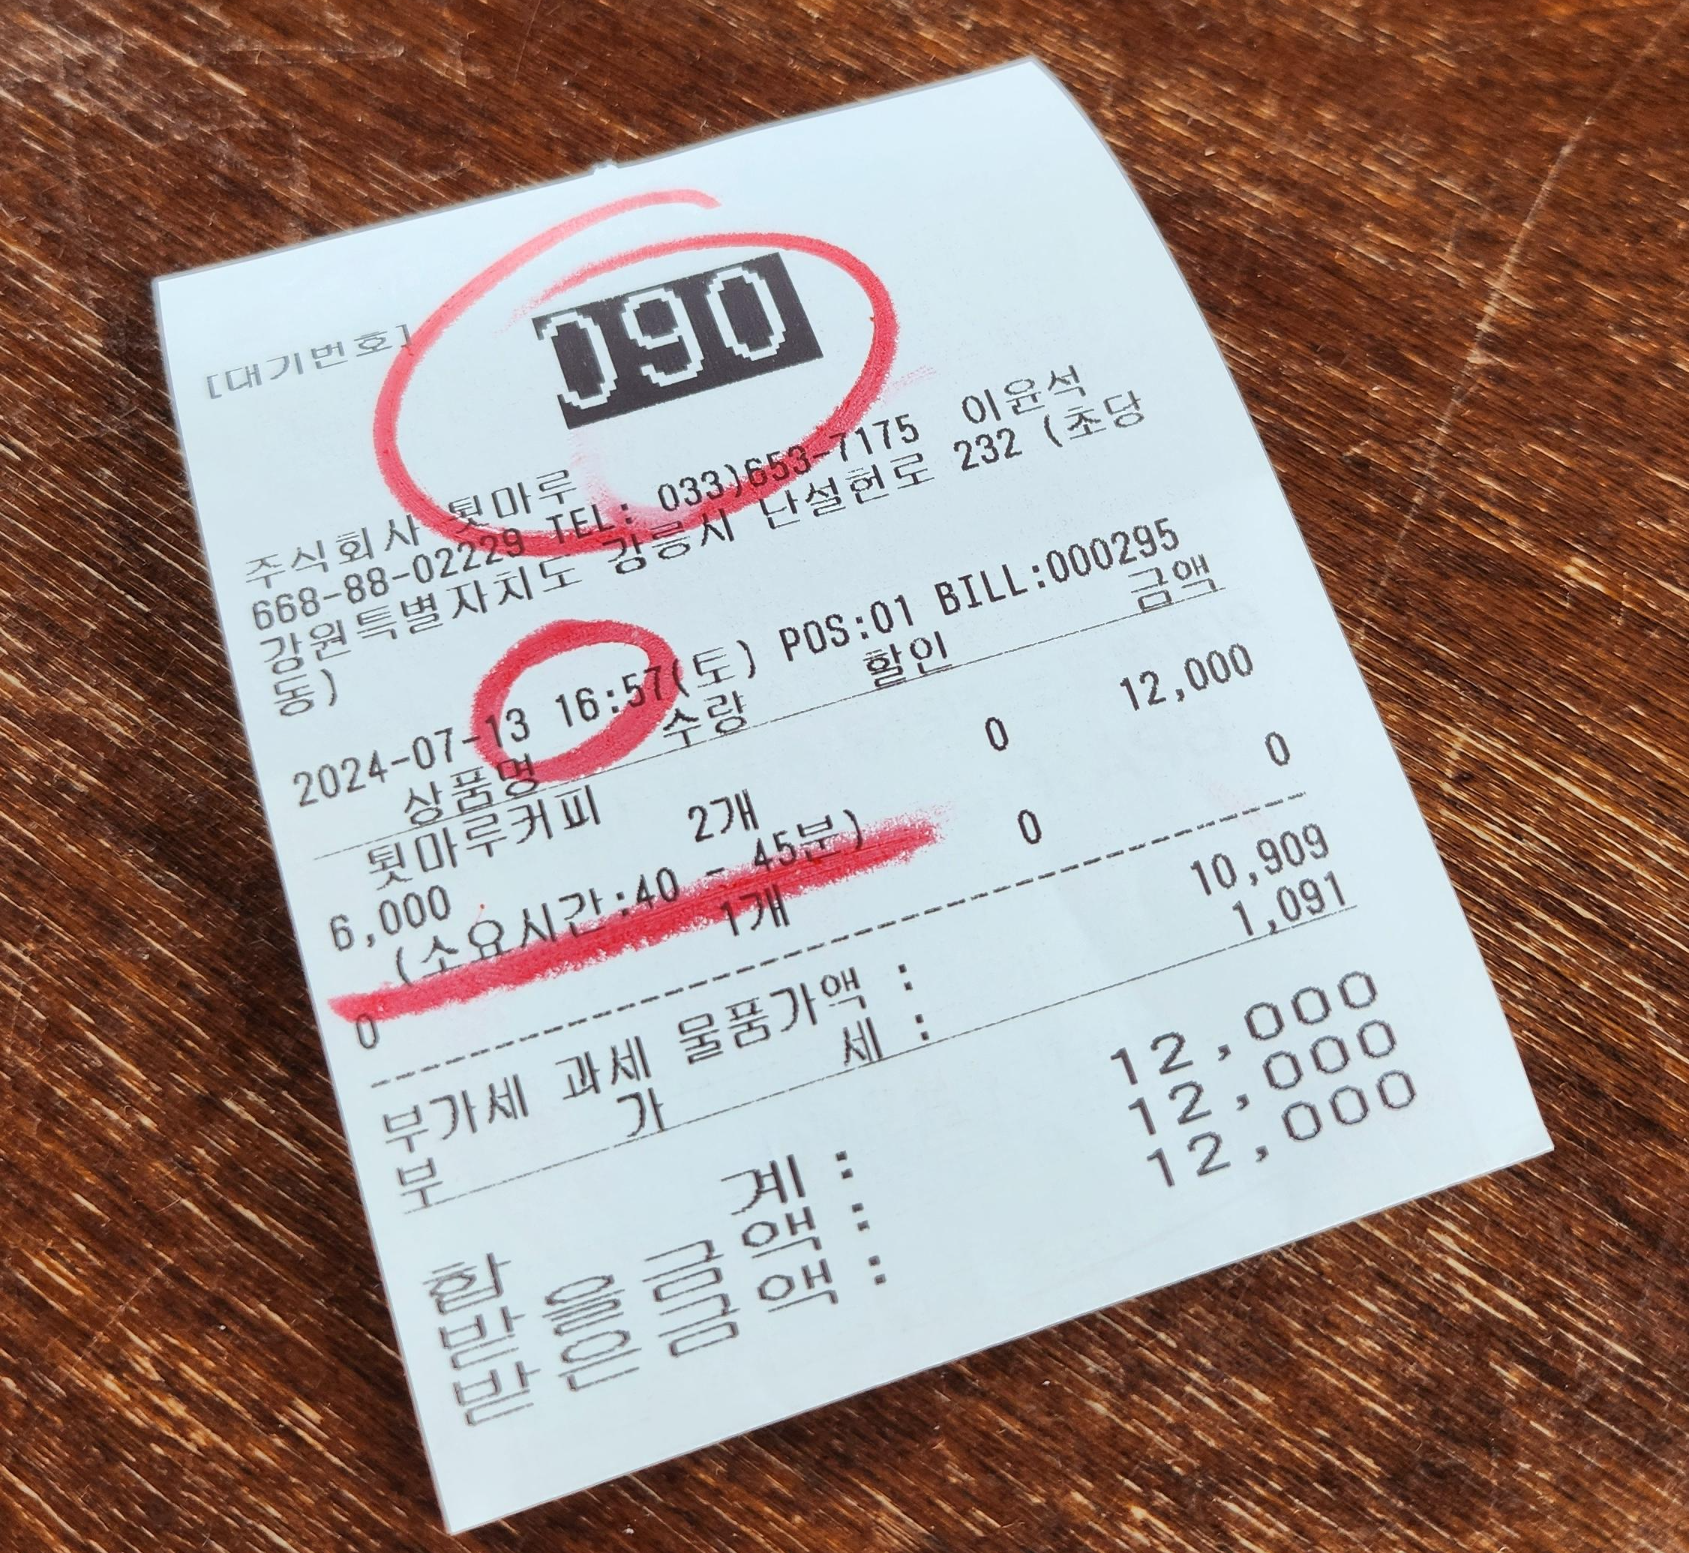 [대기번호] 090
주식회사 툇마루
668-88-02229 TEL: 033)653-7175 이윤석
강원특별자치도 강릉시 난설헌로 232 (초당
동)
2024-07-13 16:57(토) POS:01 BILL:000295
상품명 수량 할인 금액
툇마루커피 2개 0 12,000
6,000
(소요시간:40 - 45분)
1개 0 0
0
부가세 과세 물품가액 : 10,909
부 가 세 : 1,091
합 계 : 12,000
받 을 금 액 : 12,000
받 은 금 액 : 12,000